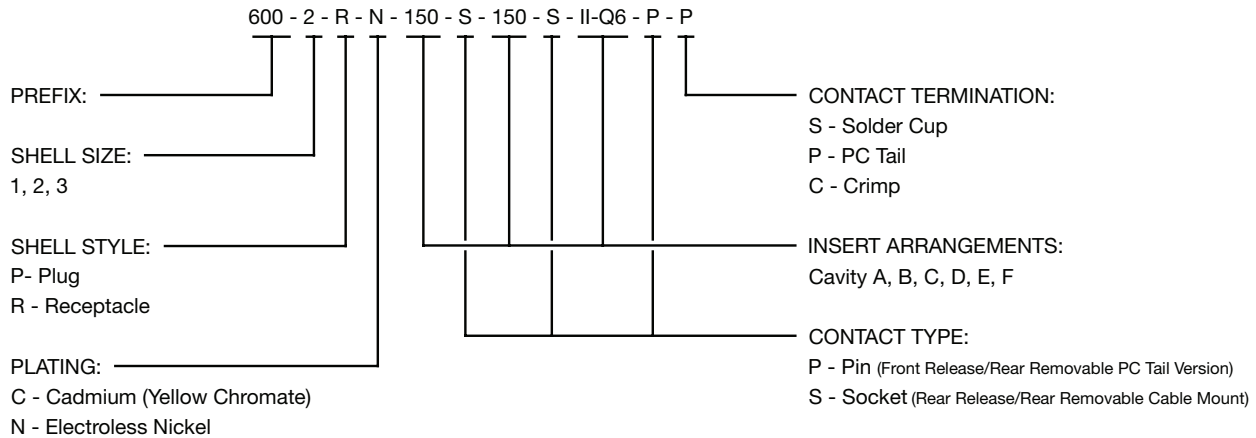 600 - 2 - R - N - 150 - S - 150 - S - II-Q6 - P - P
PREFIX:
SHELL SIZE:
1, 2, 3
SHELL STYLE:
P- Plug
R - Receptacle
PLATING:
C - Cadmium (Yellow Chromate)
N - Electroless Nickel
CONTACT TERMINATION:
S - Solder Cup
P - PC Tail
C - Crimp
INSERT ARRANGEMENTS:
Cavity A, B, C, D, E, F
CONTACT TYPE:
P - Pin (Front Release/Rear Removable PC Tail Version)
S - Socket (Rear Release/Rear Removable Cable Mount)